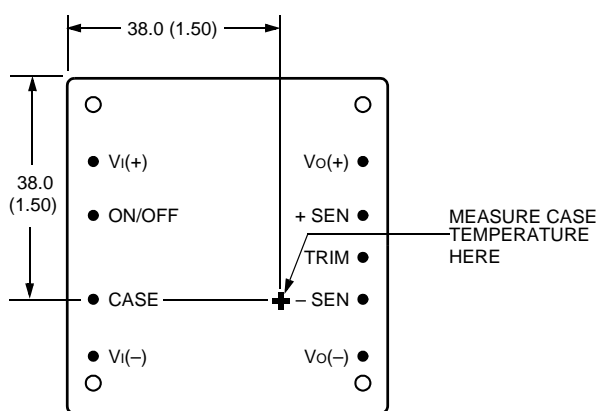 38.0 (1.50)
38.0
(1.50)
VI(+)
VO(+)
ON/OFF
+ SEN
MEASURE CASE
TEMPERATURE
HERE
TRIM
CASE
– SEN
VI(–)
VO(–)